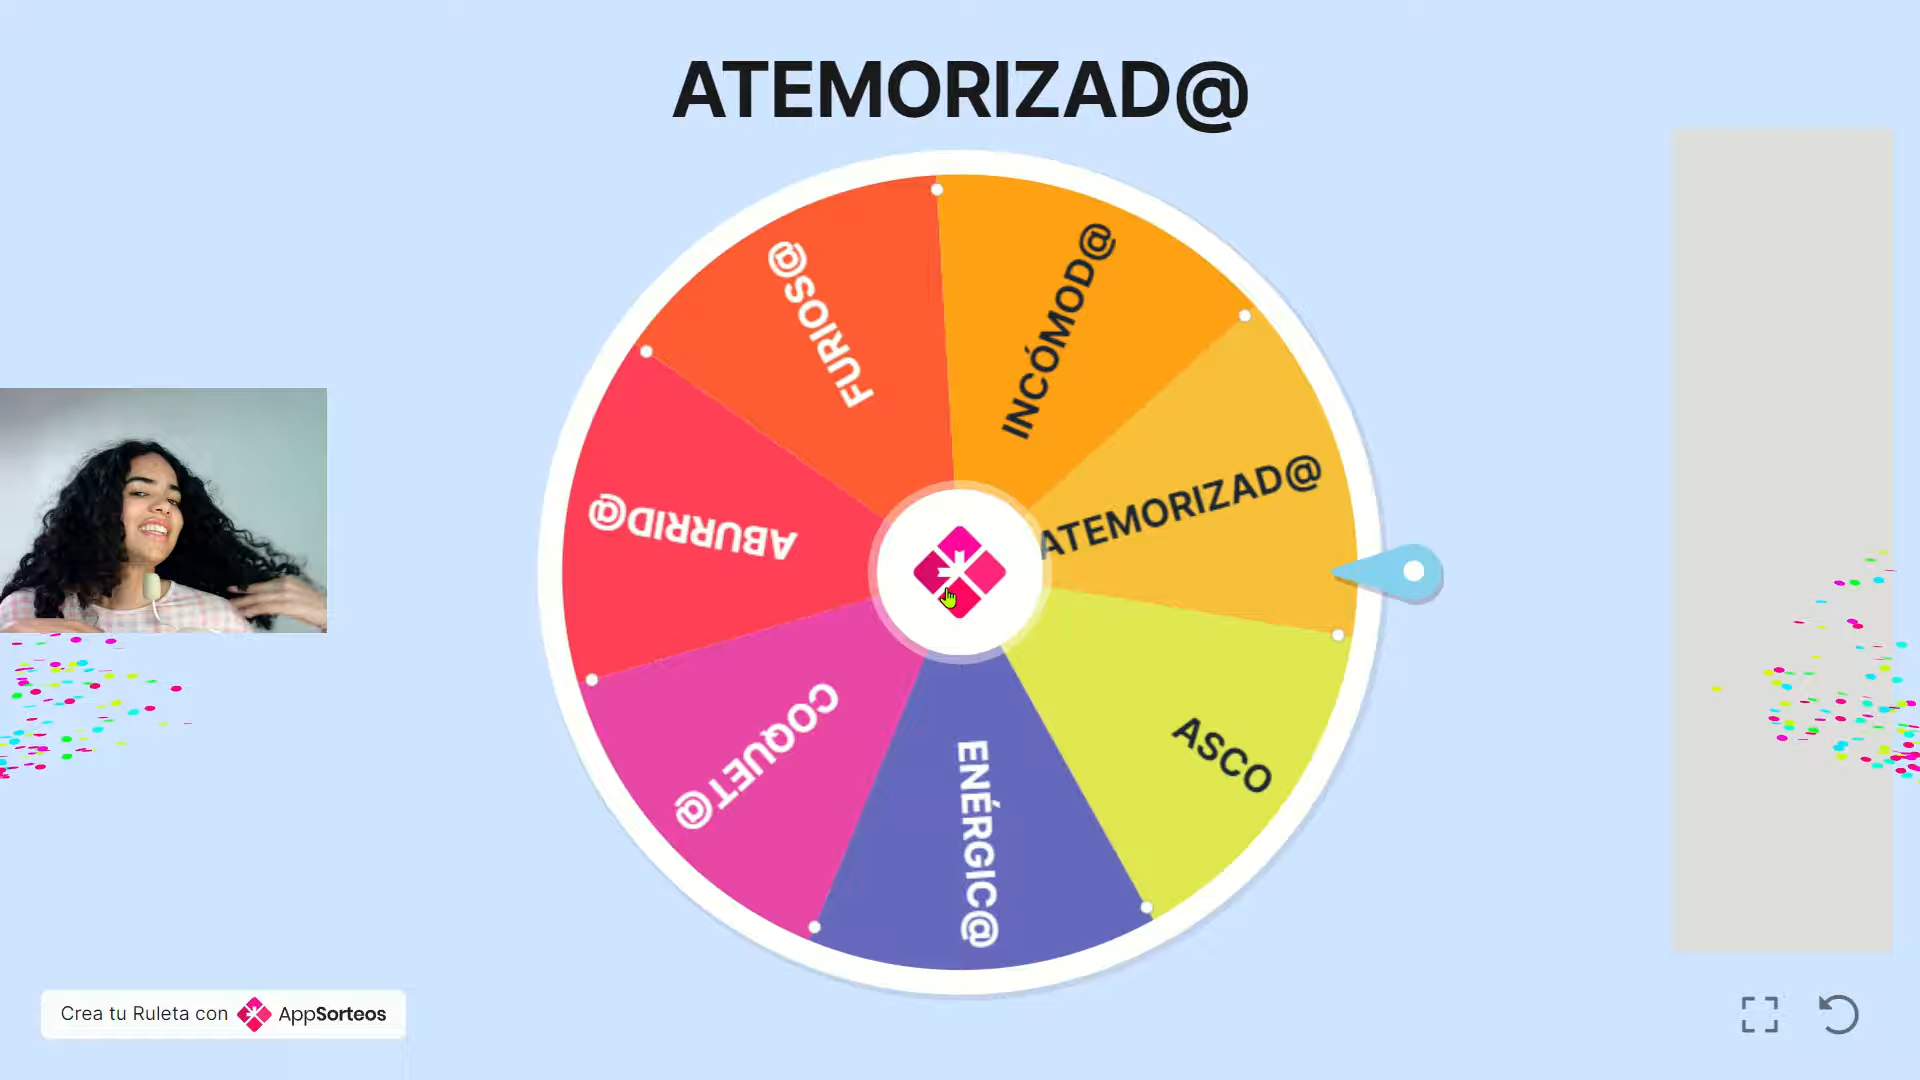 ATEMORIZAD@
FURIOS@
INCÓMOD@
ATEMORIZAD@
ABURRID@
COQUET@
ENÉRGIC@
ASCO
Crea tu Ruleta con AppSorteos